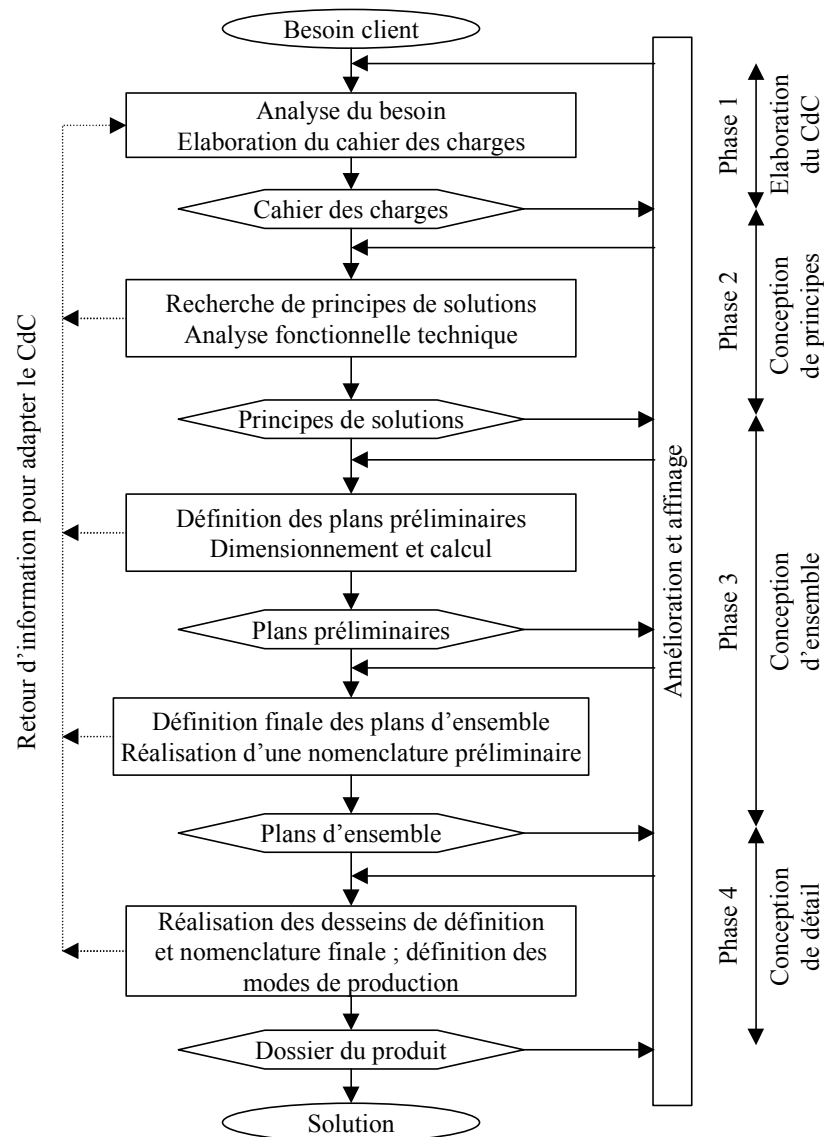 Besoin client
Analyse du besoin
Elaboration du cahier des charges
Cahier des charges
Recherche de principes de solutions
Analyse fonctionnelle technique
Principes de solutions
Définition des plans préliminaires
Dimensionnement et calcul
Plans préliminaires
Définition finale des plans d'ensemble
Réalisation d'une nomenclature préliminaire
Plans d'ensemble
Réalisation des desseins de définition
et nomenclature finale ; définition des
modes de production
Dossier du produit
Solution
Retour d'information pour adapter le CdC
Amélioration et affinage
Phase 1
Elaboration
du CdC
Phase 2
Conception
de principes
Phase 3
Conception
d'ensemble
Phase 4
Conception
de détail